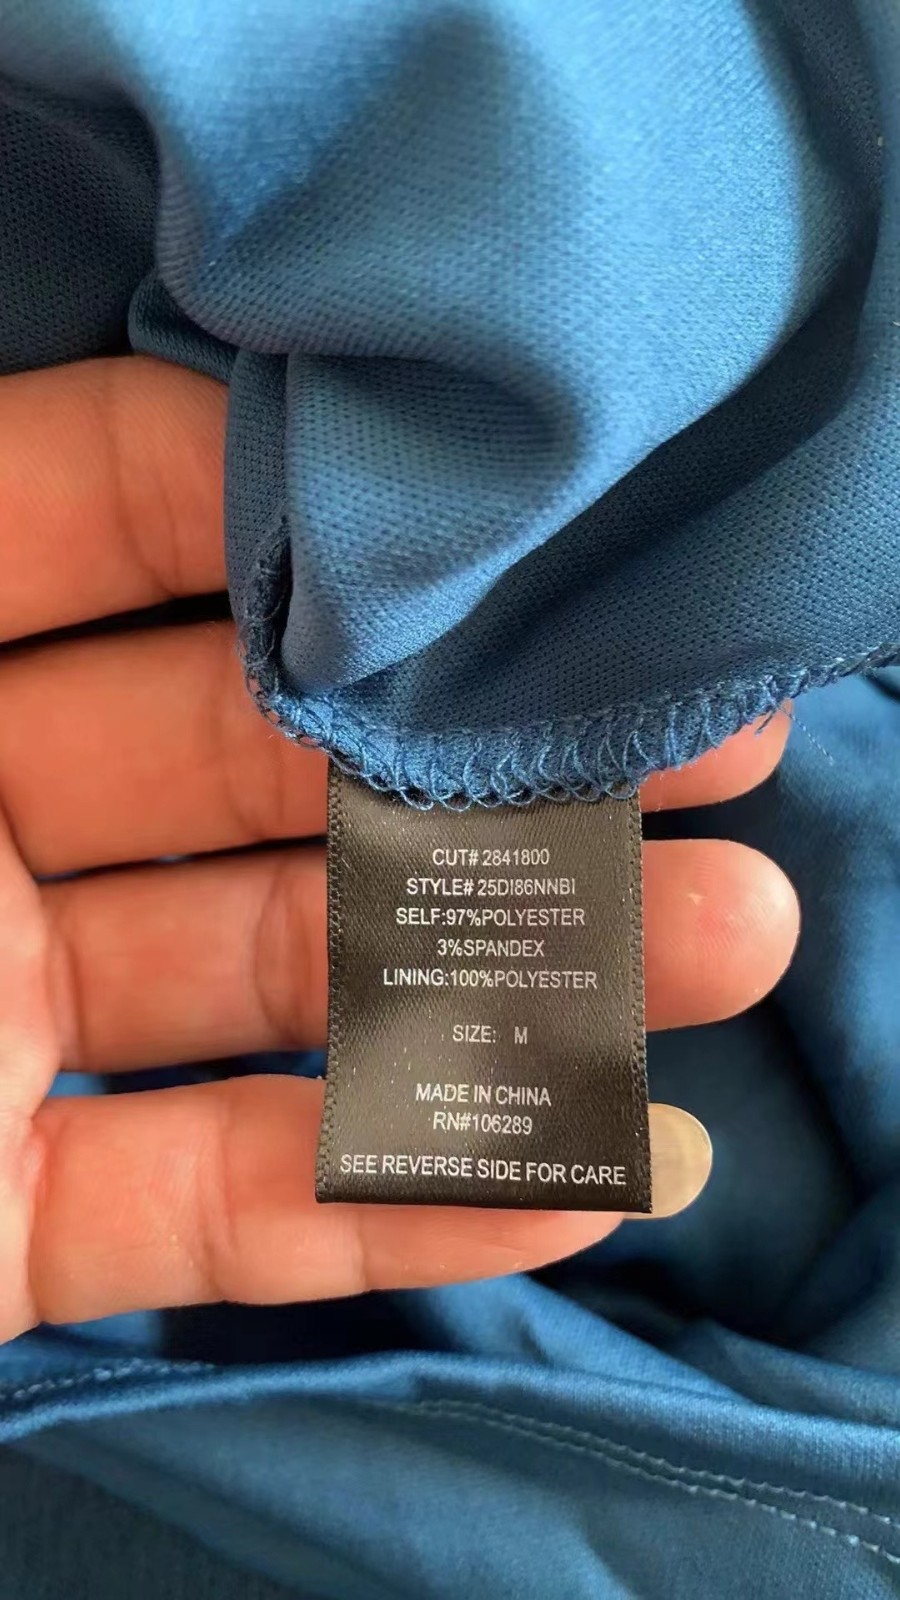 CUT# 2841800
STYLE# 25DI86NNBI
SELF:97%POLYESTER
3%SPANDEX
LINING:100%POLYESTER
SIZE: M
MADE IN CHINA
RN#106289
SEE REVERSE SIDE FOR CARE